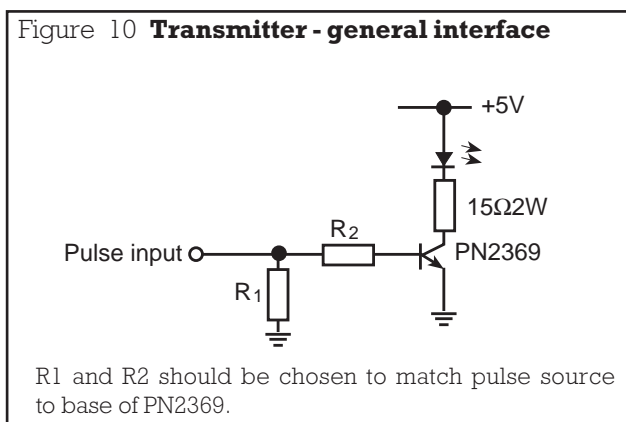 Figure 10 Transmitter - general interface
+5V
15Ω2W
R2
Pulse input
PN2369
R1
R1 and R2 should be chosen to match pulse source
to base of PN2369.